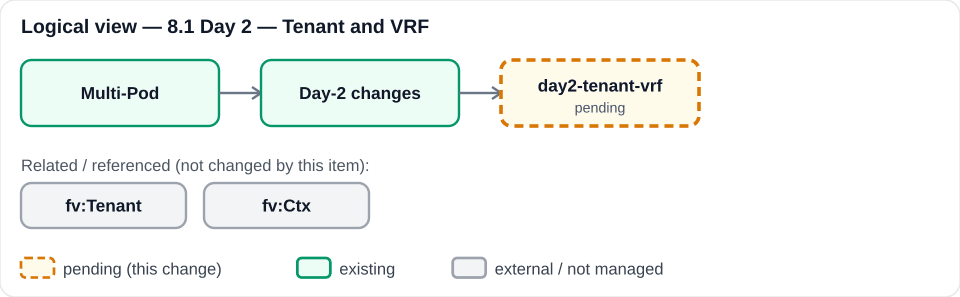 Logical view — 8.1 Day 2 — Tenant and VRF
Multi-Pod
Day-2 changes
day2-tenant-vrf
pending
Related / referenced (not changed by this item):
fv:Tenant
fv:Ctx
pending (this change)
existing
external / not managed